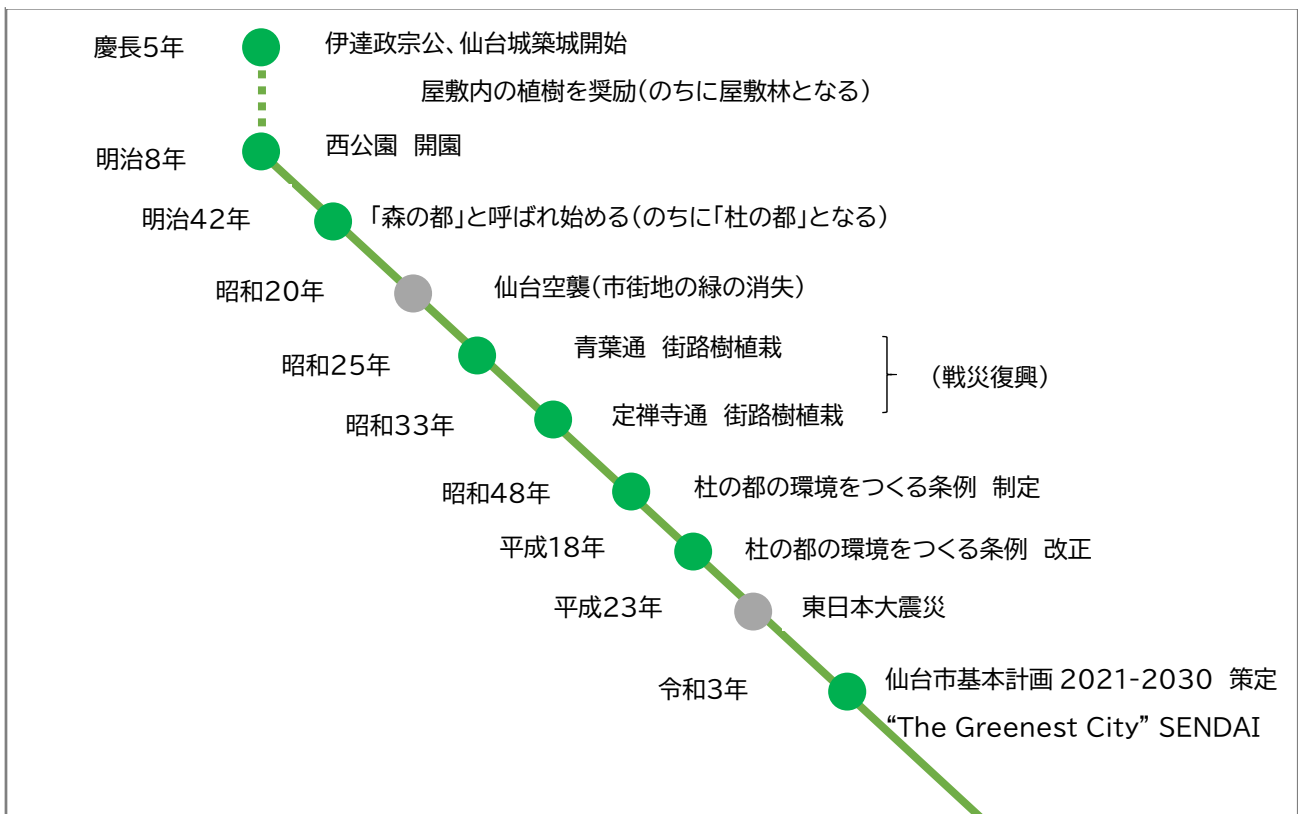 慶長5年 伊達政宗公、仙台城築城開始
屋敷内の植樹を奨励(のちに屋敷林となる)
明治8年 西公園 開園
明治42年 「森の都」と呼ばれ始める(のちに「杜の都」となる)
昭和20年 仙台空襲(市街地の緑の消失)
昭和25年 青葉通 街路樹植栽
(戦災復興)
昭和33年 定禅寺通 街路樹植栽
昭和48年 杜の都の環境をつくる条例 制定
平成18年 杜の都の環境をつくる条例 改正
平成23年 東日本大震災
令和3年 仙台市基本計画 2021-2030 策定
“The Greenest City” SENDAI